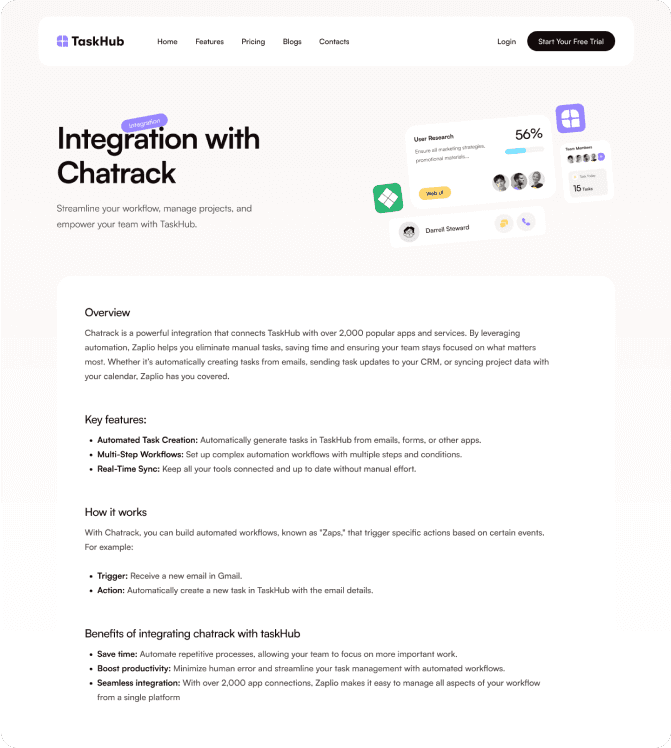 TaskHub
Home Features Pricing Blogs Contacts
Login
Start Your Free Trial
Integration
Integration with
Chatrack
Streamline your workflow, manage projects, and
empower your team with TaskHub.
User Research
56%
Ensure all marketing strategies,
promotional materials...
Web UI
Team Members
15 Tasks
Darrell Steward
Overview
Chatrack is a powerful integration that connects TaskHub with over 2,000 popular apps and services. By leveraging
automation, Zaplio helps you eliminate manual tasks, saving time and ensuring your team stays focused on what matters
most. Whether it's automatically creating tasks from emails, sending task updates to your CRM, or syncing project data with
your calendar, Zaplio has you covered.
Key features:
• Automated Task Creation: Automatically generate tasks in TaskHub from emails, forms, or other apps.
• Multi-Step Workflows: Set up complex automation workflows with multiple steps and conditions.
• Real-Time Sync: Keep all your tools connected and up to date without manual effort.
How it works
With Chatrack, you can build automated workflows, known as "Zaps," that trigger specific actions based on certain events.
For example:
• Trigger: Receive a new email in Gmail.
• Action: Automatically create a new task in TaskHub with the email details.
Benefits of integrating chatrack with taskHub
• Save time: Automate repetitive processes, allowing your team to focus on more important work.
• Boost productivity: Minimize human error and streamline your task management with automated workflows.
• Seamless integration: With over 2,000 app connections, Zaplio makes it easy to manage all aspects of your workflow
from a single platform